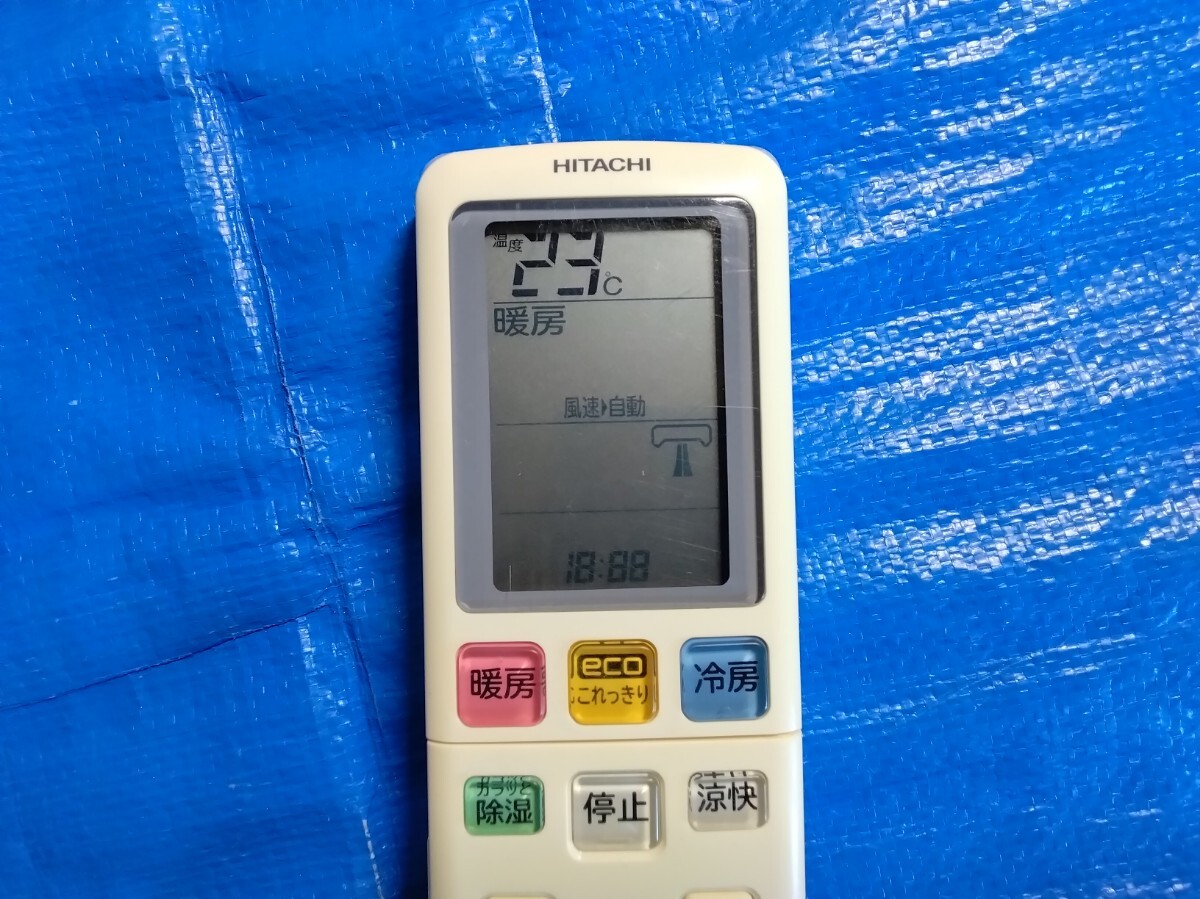 HITACHI
温度 23℃
暖房
風速▶自動
18:88
暖房
eco
これっきり
冷房
カラッと
除湿
停止
涼快